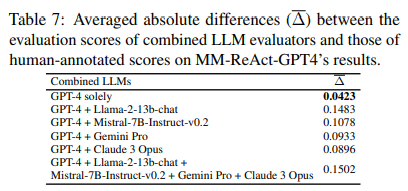 Table 7: Averaged absolute differences (Δ̅) between the
evaluation scores of combined LLM evaluators and those of
human-annotated scores on MM-ReAct-GPT4's results.
Combined LLMs Δ̅
GPT-4 solely 0.0423
GPT-4 + Llama-2-13b-chat 0.1483
GPT-4 + Mistral-7B-Instruct-v0.2 0.1078
GPT-4 + Gemini Pro 0.0933
GPT-4 + Claude 3 Opus 0.0896
GPT-4 + Llama-2-13b-chat +
Mistral-7B-Instruct-v0.2 + Gemini Pro + Claude 3 Opus 0.1502